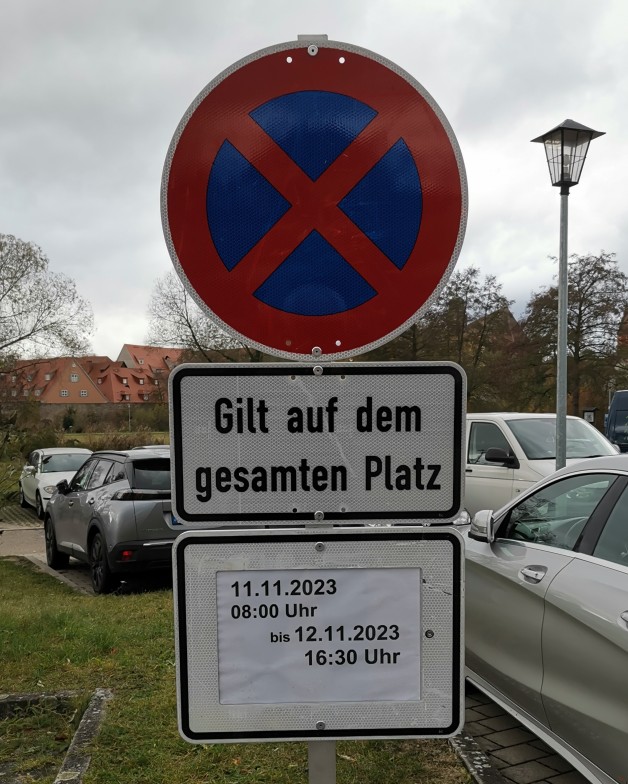 Gilt auf dem
gesamten Platz
11.11.2023
08:00 Uhr
bis 12.11.2023
16:30 Uhr